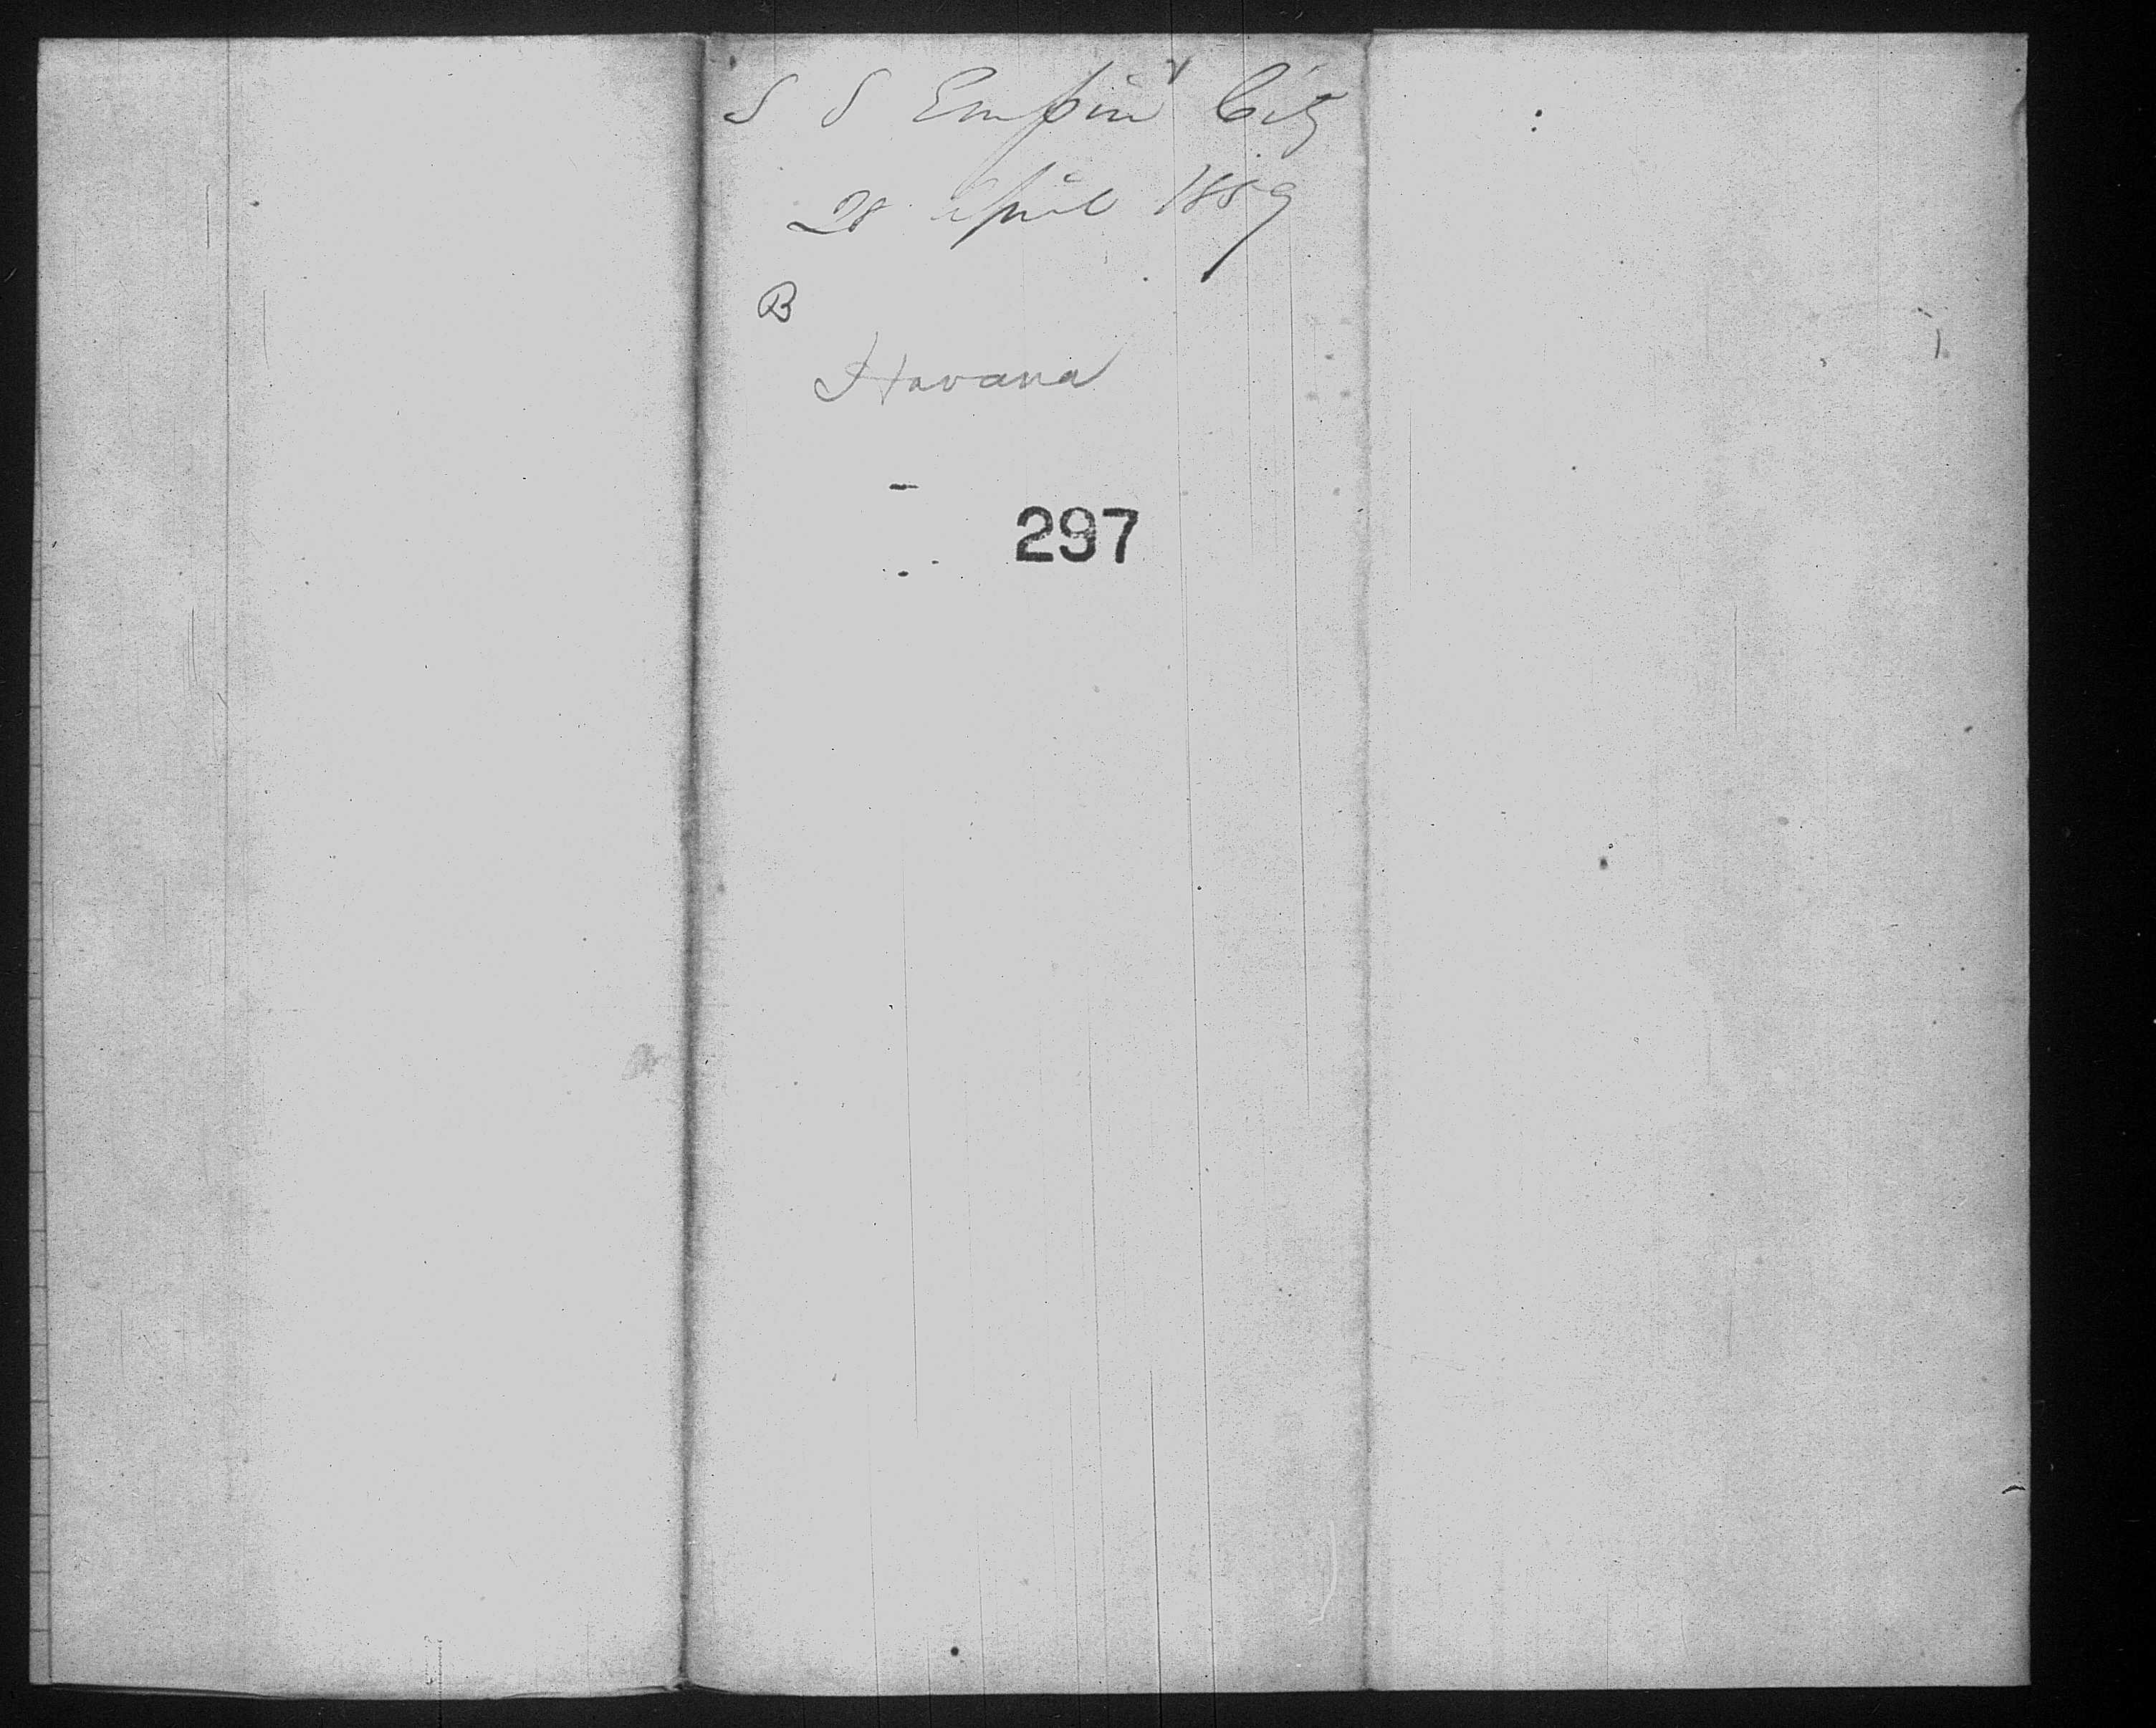 S S Empire City
28 April 1859
B
Havana
297